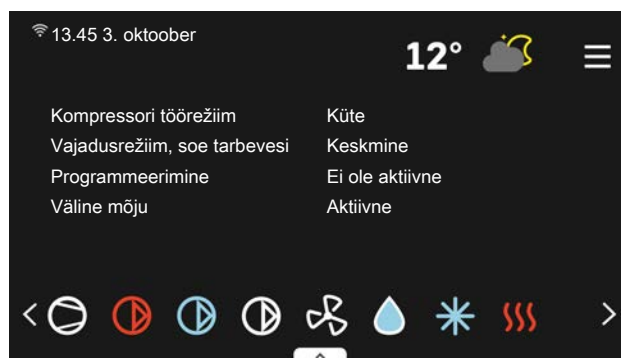 13.45 3. oktoober
12°
Kompressori töörežiim Küte
Vajadusrežiim, soe tarbevesi Keskmine
Programmeerimine Ei ole aktiivne
Väline mõju Aktiivne